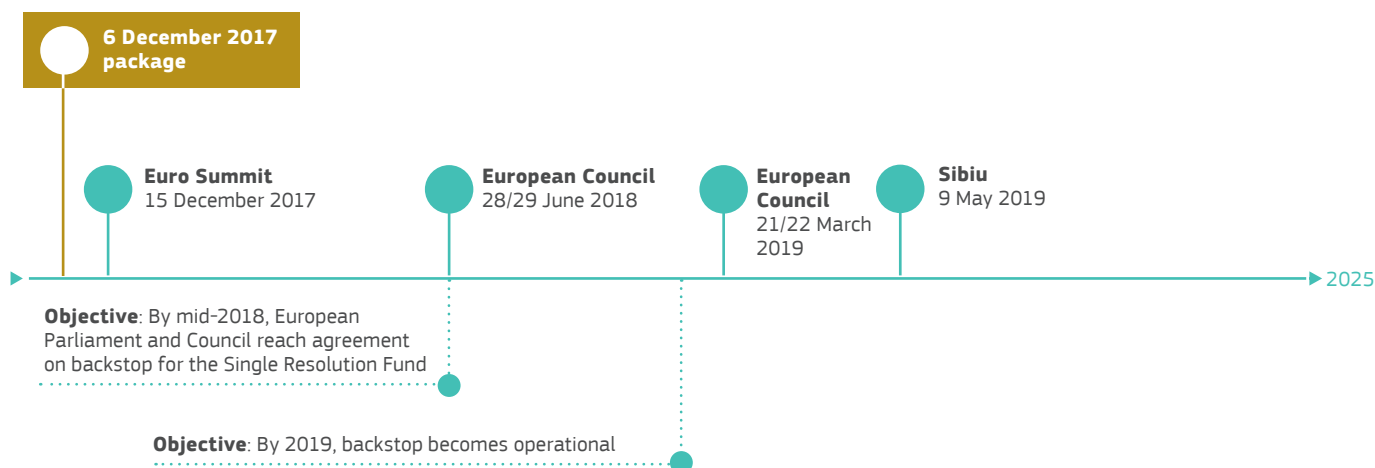 6 December 2017
package
Euro Summit
15 December 2017
European Council
28/29 June 2018
European
Council
21/22 March
2019
Sibiu
9 May 2019
2025
Objective: By mid-2018, European
Parliament and Council reach agreement
on backstop for the Single Resolution Fund
Objective: By 2019, backstop becomes operational